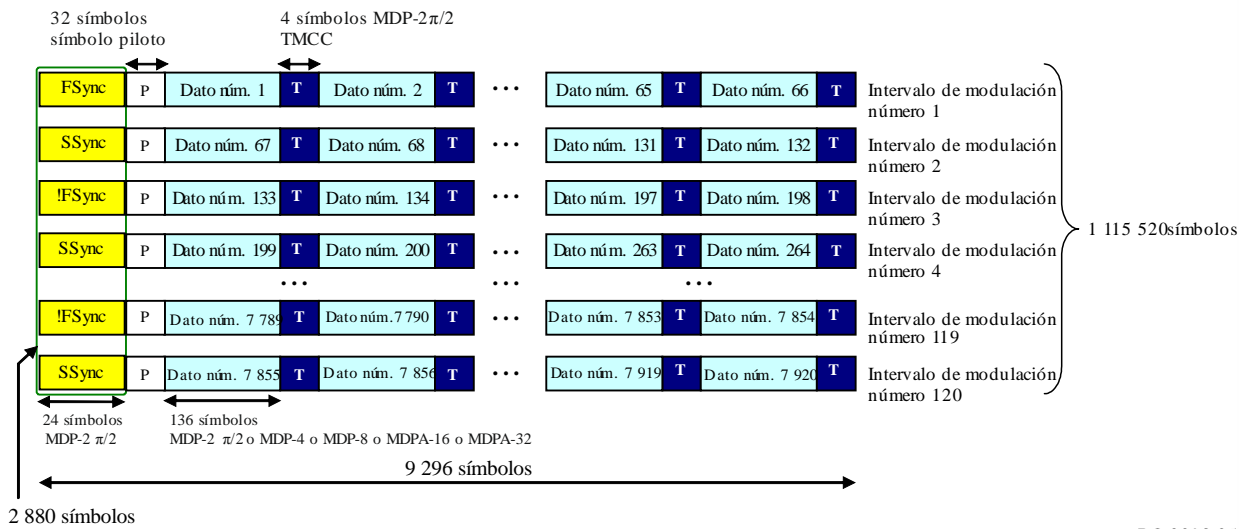 32 símbolos
símbolo piloto
4 símbolos MDP-2π/2
TMCC
FSync P Dato núm. 1 T Dato núm. 2 T ... Dato núm. 65 T Dato núm. 66 T
Intervalo de modulación
número 1
SSync P Dato núm. 67 T Dato núm. 68 T ... Dato núm. 131 T Dato núm. 132 T
Intervalo de modulación
número 2
!FSync P Dato núm. 133 T Dato núm. 134 T ... Dato núm. 197 T Dato núm. 198 T
Intervalo de modulación
número 3
SSync P Dato núm. 199 T Dato núm. 200 T ... Dato núm. 263 T Dato núm. 264 T
Intervalo de modulación
número 4
1 115 520símbolos
... ... ...
!FSync P Dato núm. 7 789 T Dato núm. 7 790 T ... Dato núm. 7 853 T Dato núm. 7 854 T
Intervalo de modulación
número 119
SSync P Dato núm. 7 855 T Dato núm. 7 856 T ... Dato núm. 7 919 T Dato núm. 7 920 T
Intervalo de modulación
número 120
24 símbolos
MDP-2 π/2
136 símbolos
MDP-2 π/2 o MDP-4 o MDP-8 o MDPA-16 o MDPA-32
9 296 símbolos
2 880 símbolos